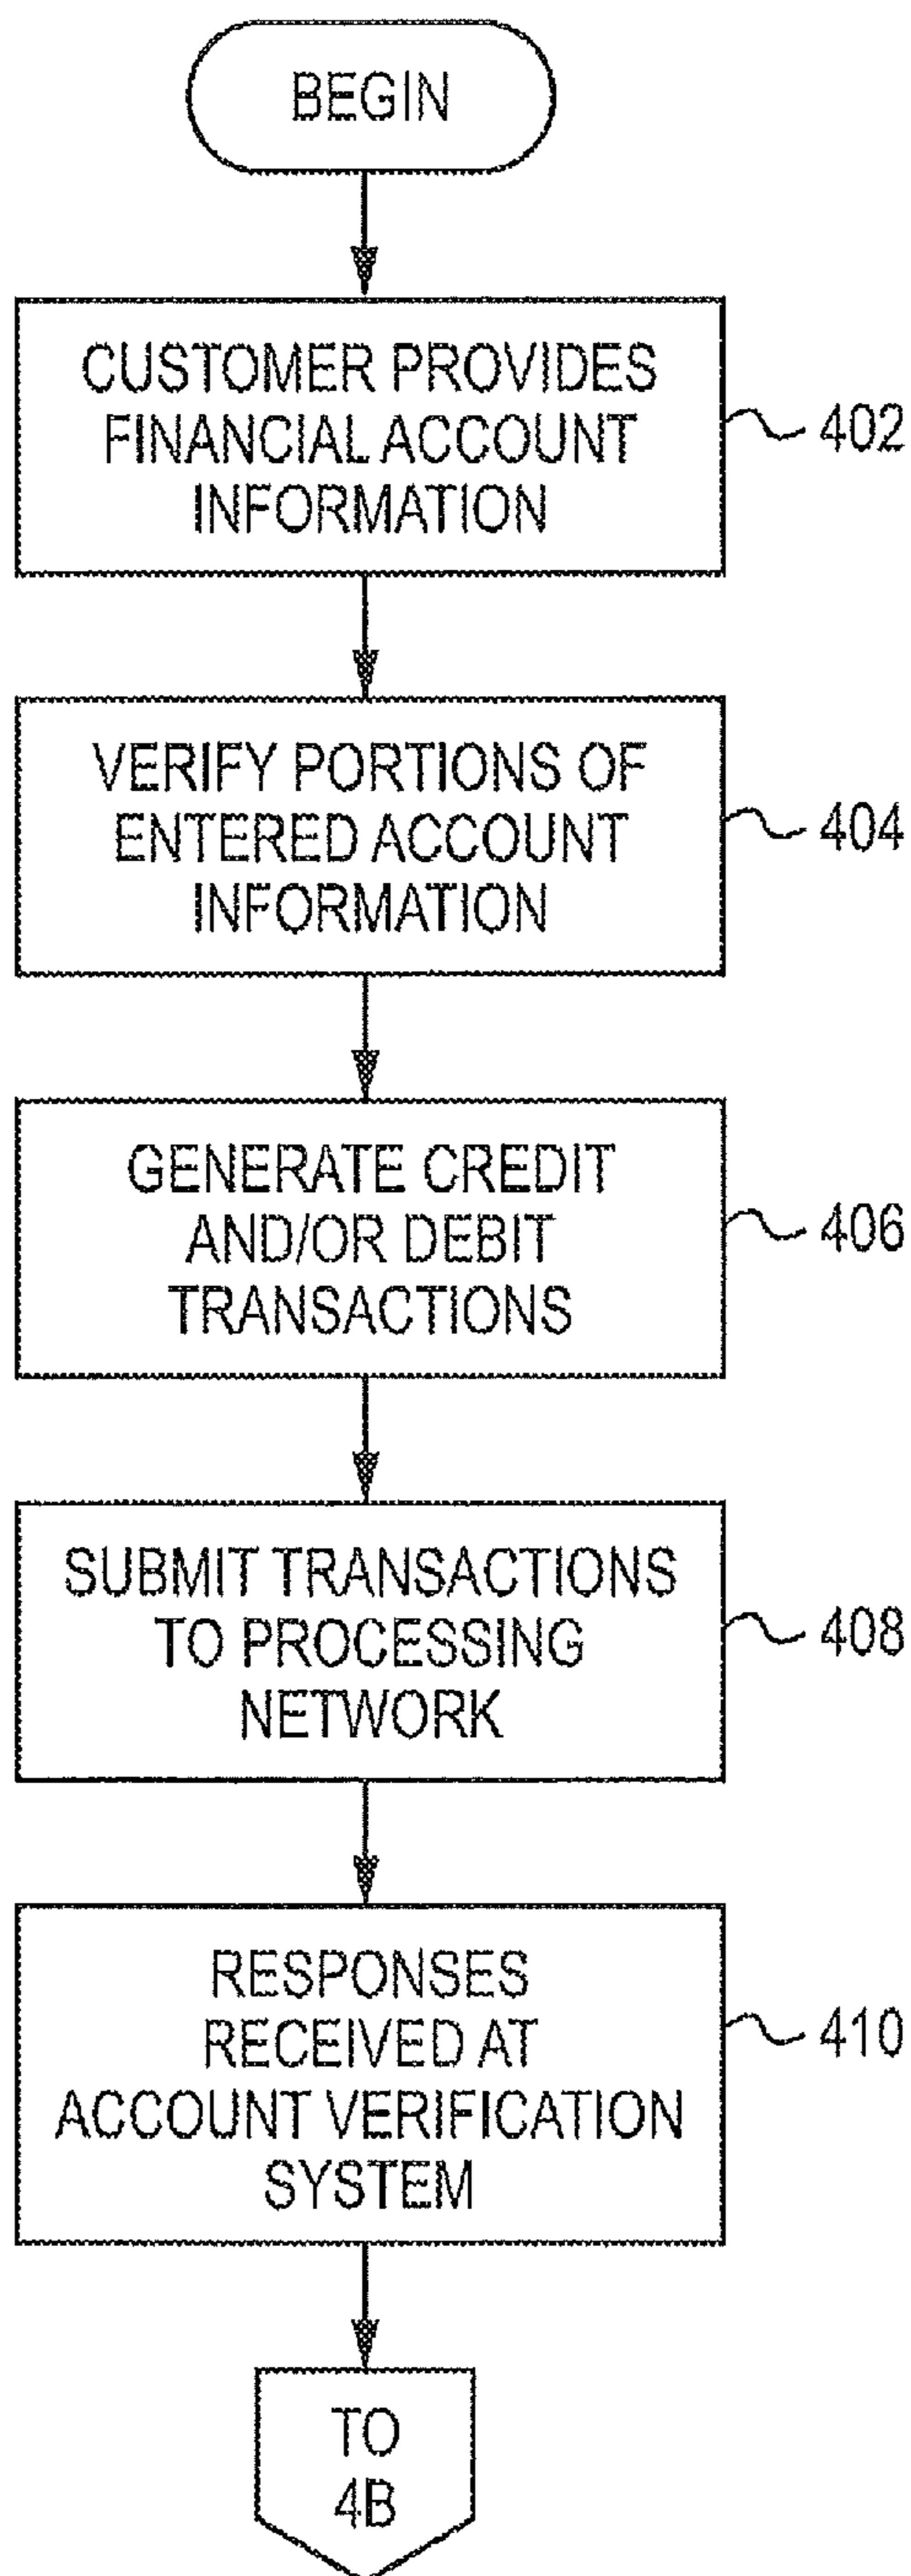 BEGIN
CUSTOMER PROVIDES
FINANCIAL ACCOUNT
INFORMATION
402
VERIFY PORTIONS OF
ENTERED ACCOUNT
INFORMATION
404
GENERATE CREDIT
AND/OR DEBIT
TRANSACTIONS
406
SUBMIT TRANSACTIONS
TO PROCESSING
NETWORK
408
RESPONSES
RECEIVED AT
ACCOUNT VERIFICATION
SYSTEM
410
TO
4B